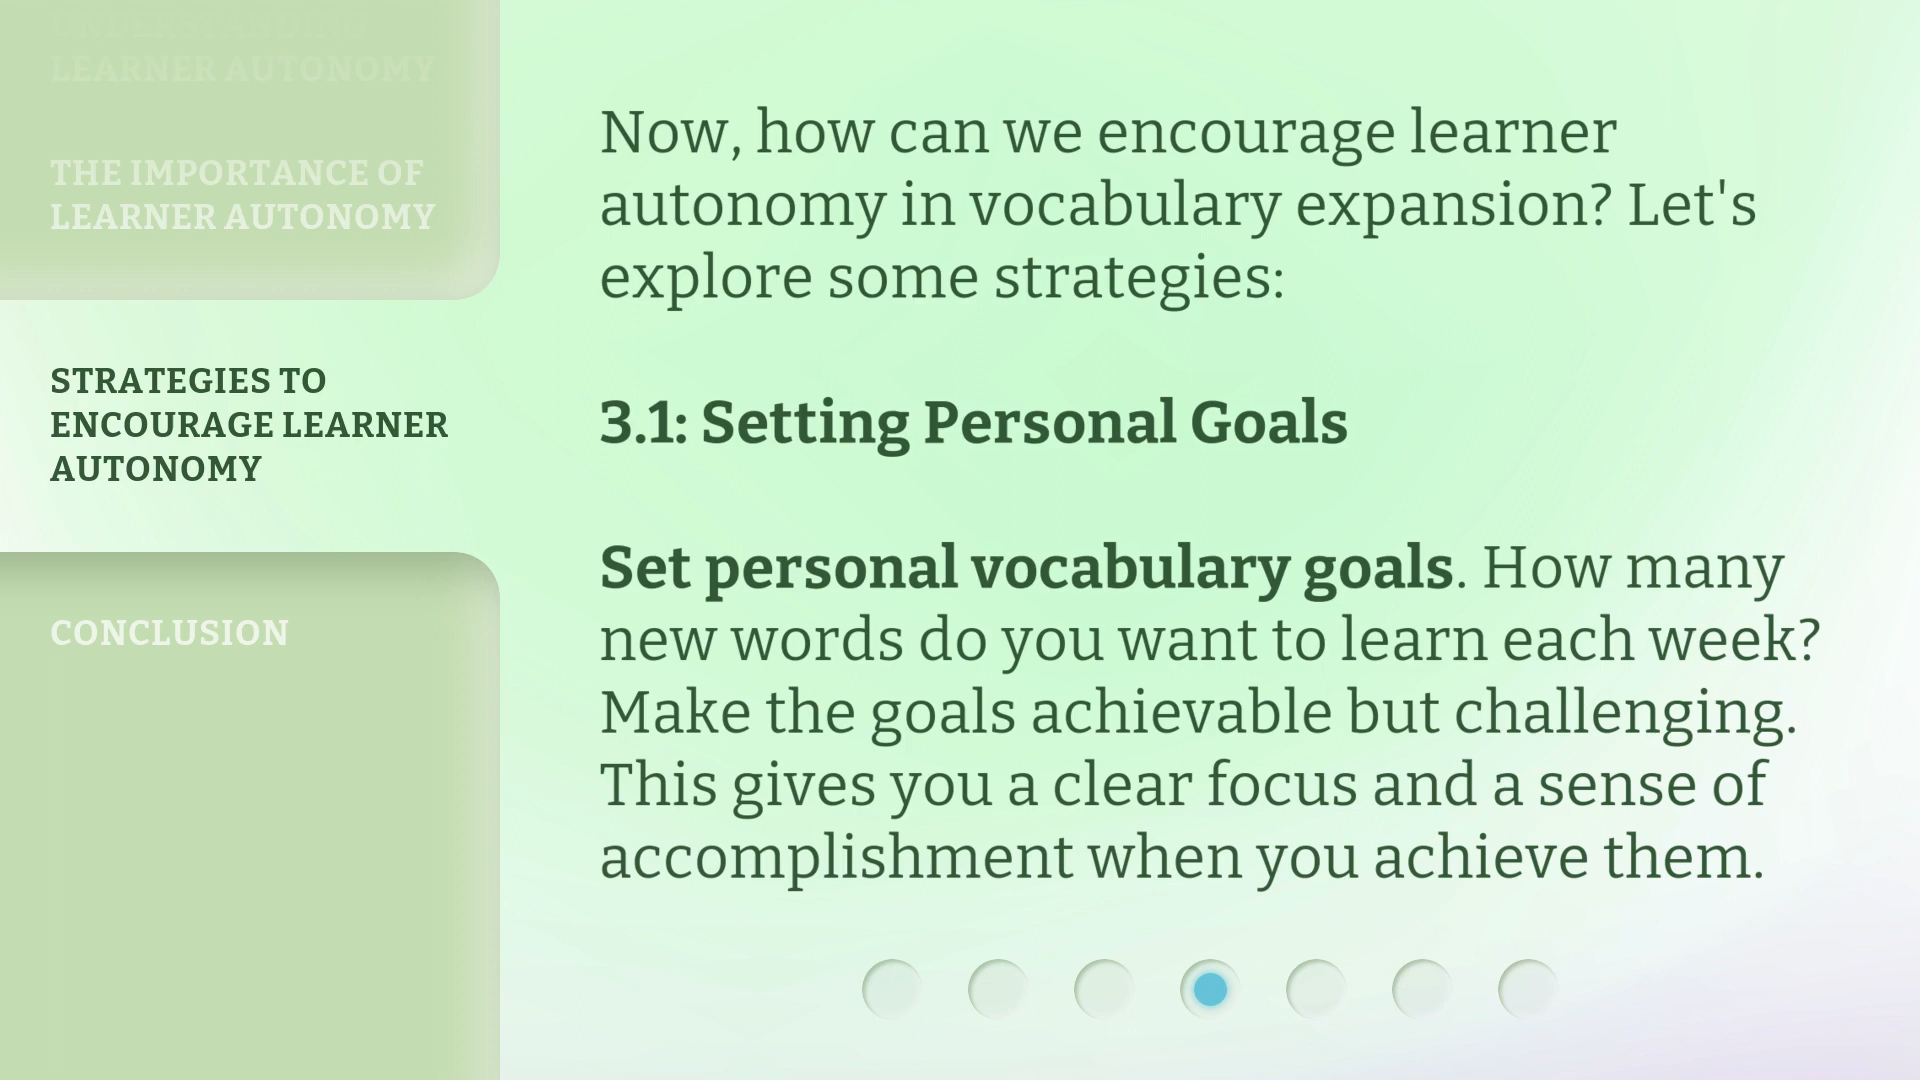 UNDERSTANDING
LEARNER AUTONOMY
THE IMPORTANCE OF
LEARNER AUTONOMY
STRATEGIES TO
ENCOURAGE LEARNER
AUTONOMY
CONCLUSION
Now, how can we encourage learner
autonomy in vocabulary expansion? Let's
explore some strategies:
3.1: Setting Personal Goals
Set personal vocabulary goals. How many
new words do you want to learn each week?
Make the goals achievable but challenging.
This gives you a clear focus and a sense of
accomplishment when you achieve them.